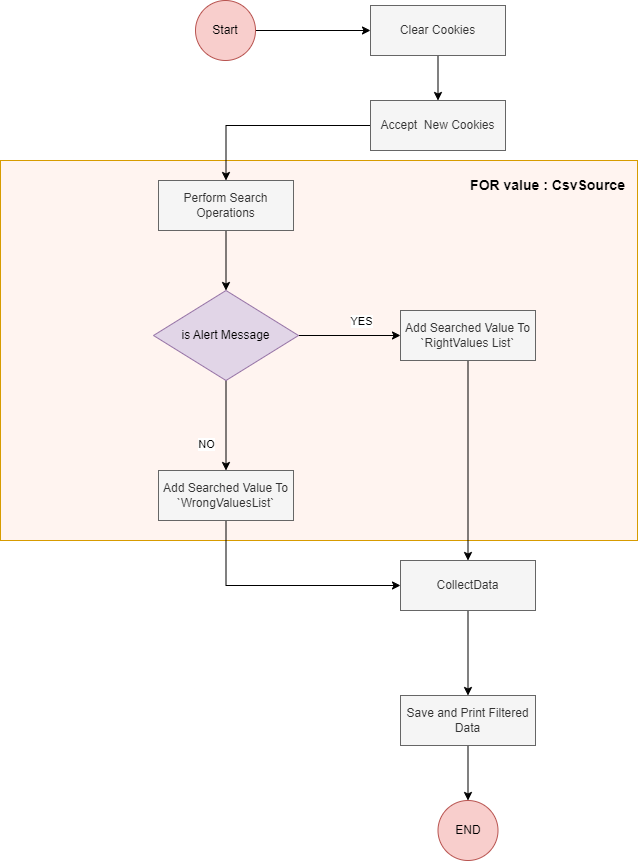 Start
Clear Cookies
Accept  New Cookies
FOR value : CsvSource
Perform Search
Operations
is Alert Message
YES
Add Searched Value To
`RightValues List`
NO
Add Searched Value To
`WrongValuesList`
CollectData
Save and Print Filtered
Data
END